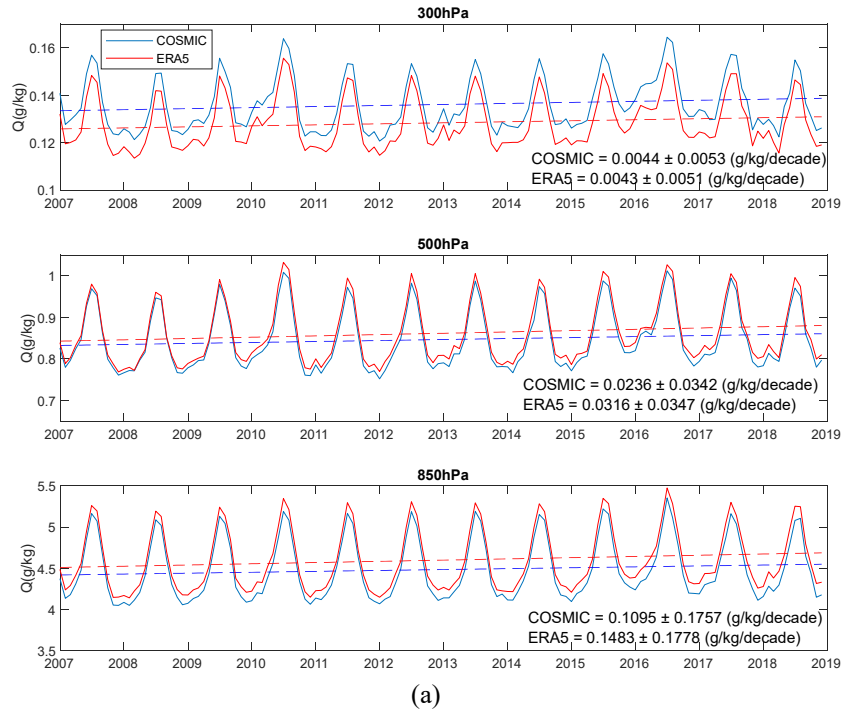 300hPa
COSMIC
ERA5
Q(g/kg)
0.16
0.14
0.12
0.1
COSMIC = 0.0044 ± 0.0053 (g/kg/decade)
ERA5 = 0.0043 ± 0.0051 (g/kg/decade)
2007 2008 2009 2010 2011 2012 2013 2014 2015 2016 2017 2018 2019
500hPa
Q(g/kg)
1
0.9
0.8
0.7
COSMIC = 0.0236 ± 0.0342 (g/kg/decade)
ERA5 = 0.0316 ± 0.0347 (g/kg/decade)
2007 2008 2009 2010 2011 2012 2013 2014 2015 2016 2017 2018 2019
850hPa
Q(g/kg)
5.5
5
4.5
4
3.5
COSMIC = 0.1095 ± 0.1757 (g/kg/decade)
ERA5 = 0.1483 ± 0.1778 (g/kg/decade)
2007 2008 2009 2010 2011 2012 2013 2014 2015 2016 2017 2018 2019
(a)